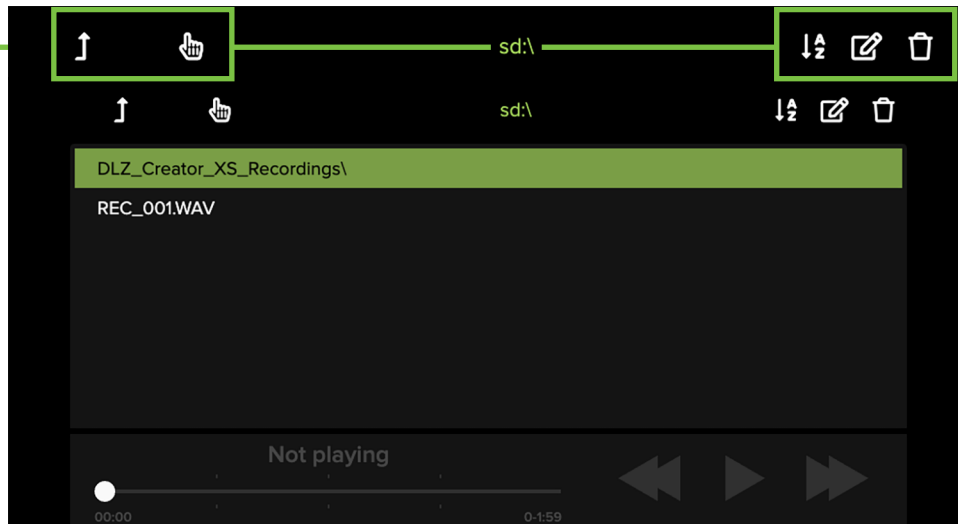 sd:\
sd:\
DLZ_Creator_XS_Recordings\
REC_001.WAV
Not playing
00:00 0-1:59